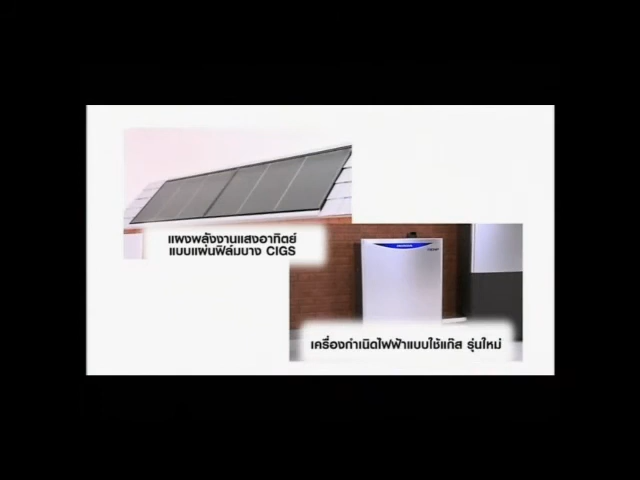 แผงพลังงานแสงอาทิตย์
แบบแผ่นฟิล์มบาง CIGS
เครื่องกำเนิดไฟฟ้าแบบใช้แก๊ส รุ่นใหม่